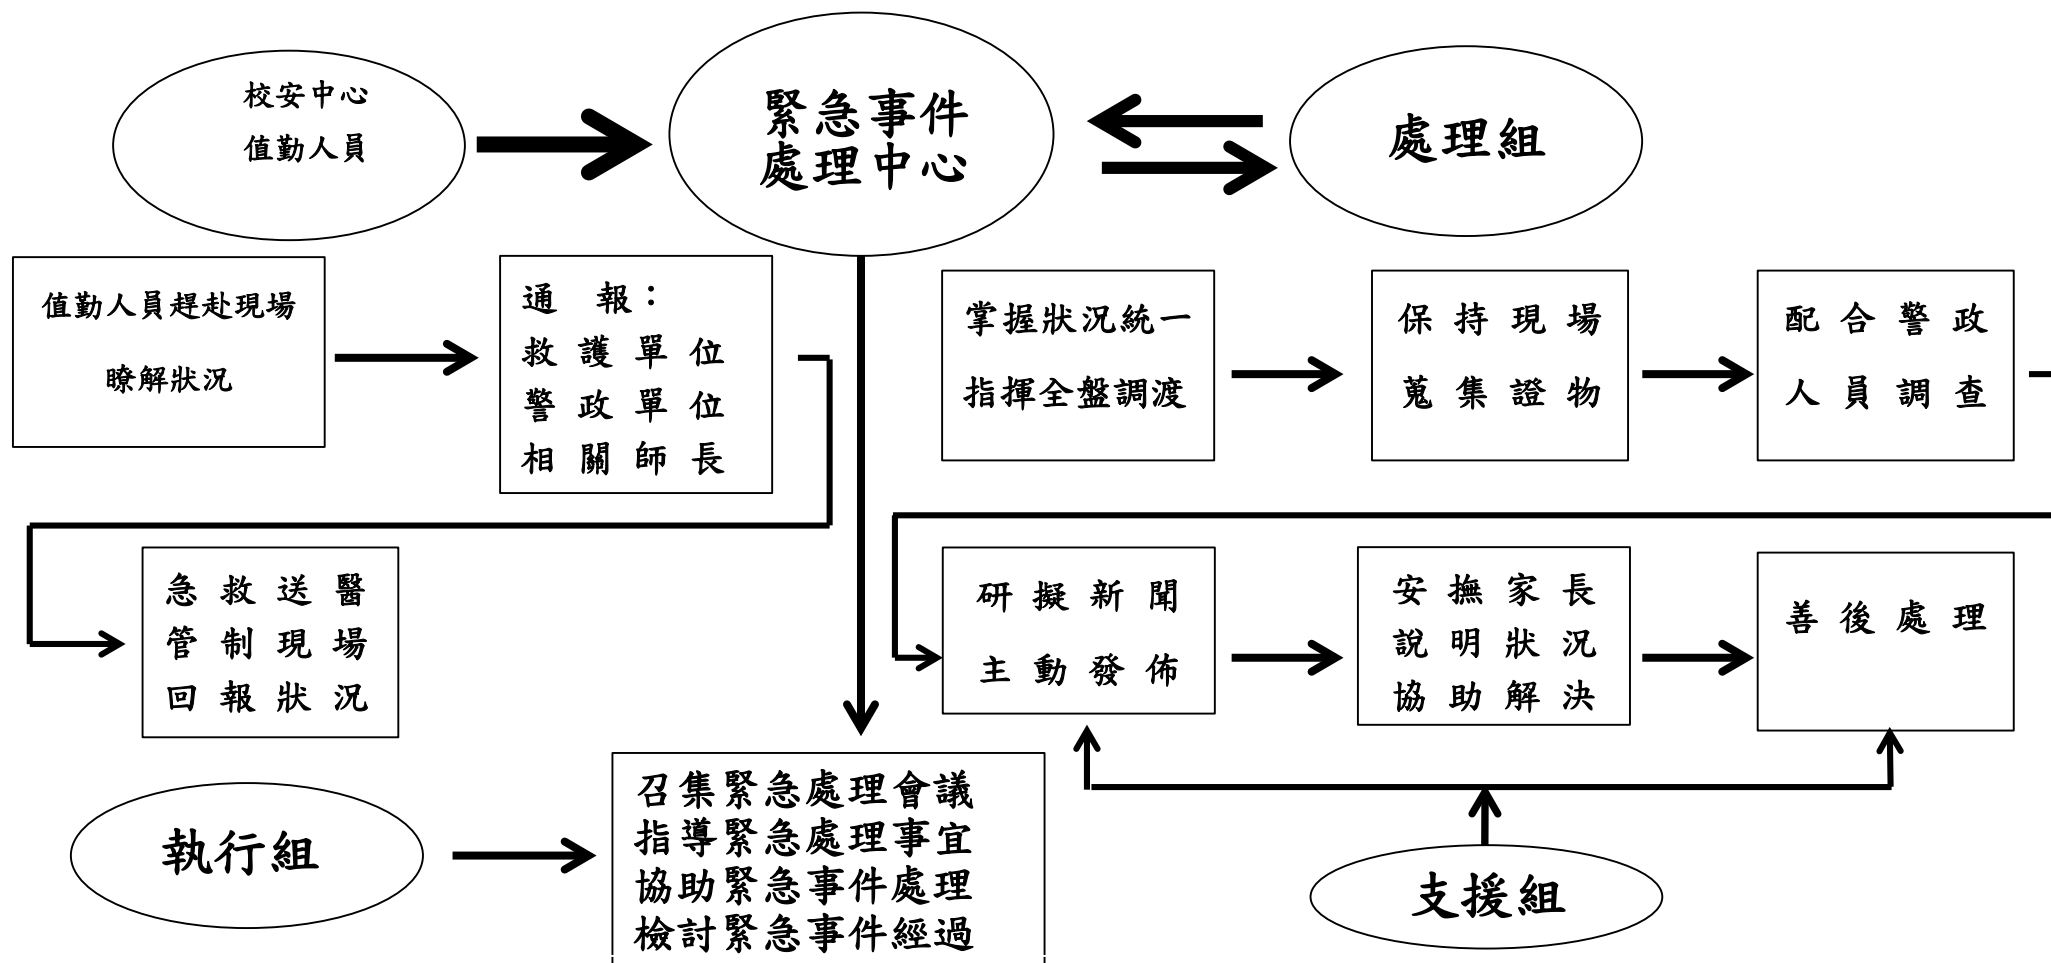 校安中心
值勤人員
緊急事件
處理中心
處理組
值勤人員趕赴現場
瞭解狀況
通 報：
救護單位
警政單位
相關師長
掌握狀況統一
指揮全盤調渡
保持現場
蒐集證物
配合警政
人員調查
急救送醫
管制現場
回報狀況
研擬新聞
主動發佈
安撫家長
說明狀況
協助解決
善後處理
執行組
召集緊急處理會議
指導緊急處理事宜
協助緊急事件處理
檢討緊急事件經過
支援組